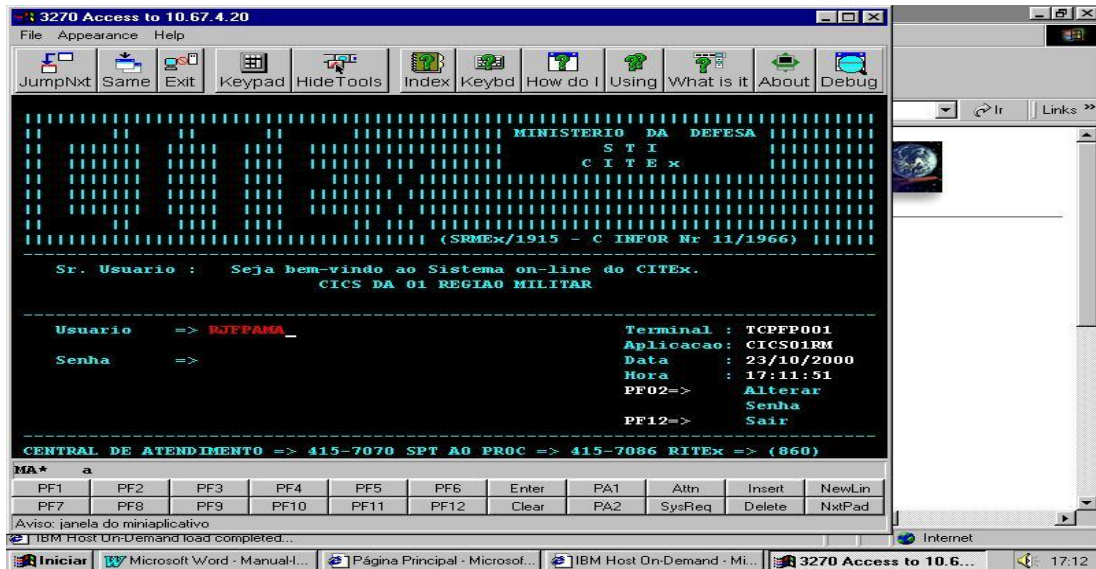 3270 Access to 10.67.4.20
File Appearance Help
JumpNxt Same Exit Keypad HideTools Index Keybd How do I Using What is it About Debug
Ir Links »
MINISTERIO DA DEFESA
S T I
C I T E x
CITEx
(SRMEx/1915 - C INFOR Nr 11/1966)
Sr. Usuario : Seja bem-vindo ao Sistema on-line do CITEx.
CICS DA 01 REGIAO MILITAR
Usuario => RJFPAMA_ Terminal : TCPFP001
Aplicacao: CICS01RM
Senha => Data : 23/10/2000
Hora : 17:11:51
PF02=> Alterar
Senha
PF12=> Sair
CENTRAL DE ATENDIMENTO => 415-7070 SPT AO PROC => 415-7086 RITEx => (860)
MA* a
PF1 PF2 PF3 PF4 PF5 PF6 Enter PA1 Attn Insert NewLin
PF7 PF8 PF9 PF10 PF11 PF12 Clear PA2 SysReq Delete NxtPad
Aviso: janela do miniaplicativo
IBM Host On-Demand load completed... Internet
Iniciar Microsoft Word - Manual-I... Página Principal - Microsof... IBM Host On-Demand - Mi... 3270 Access to 10.6... 17:12